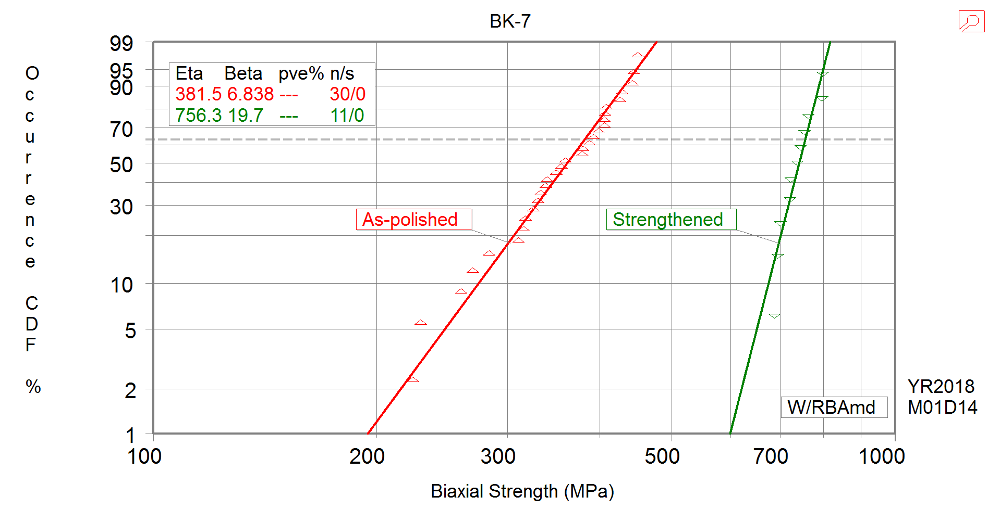 BK-7
Occurrence CDF %
99
95
90
70
50
30
10
5
2
1
Eta Beta pve% n/s
381.5 6.838 --- 30/0
756.3 19.7 --- 11/0
As-polished
Strengthened
W/RBAmd
YR2018
M01D14
100 200 300 500 700 1000
Biaxial Strength (MPa)